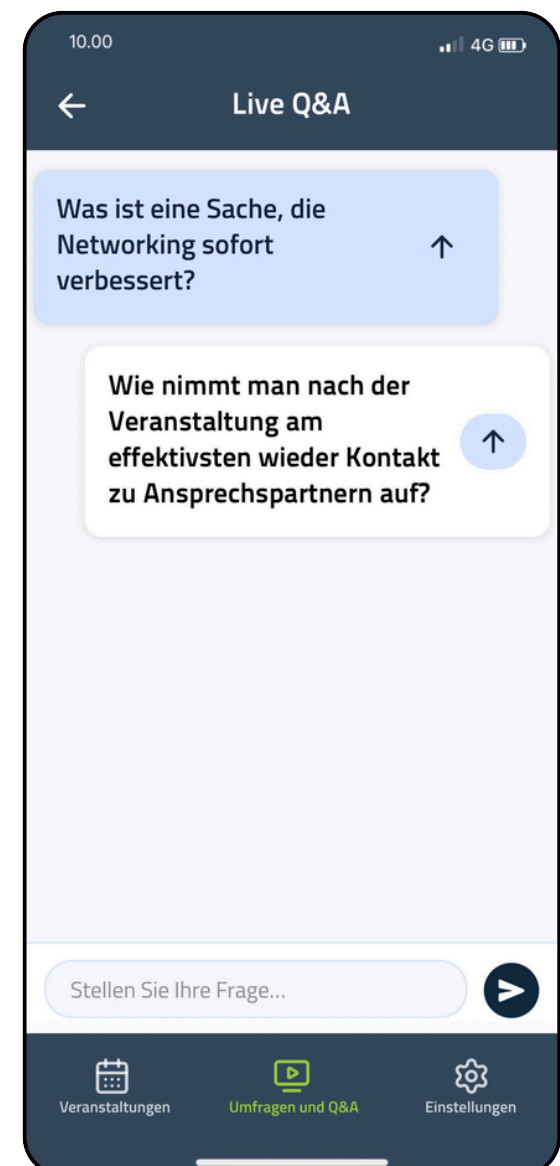 10.00
4G
Live Q&A
Was ist eine Sache, die
Networking sofort
verbessert?
Wie nimmt man nach der
Veranstaltung am
effektivsten wieder Kontakt
zu Ansprechspartnern auf?
Stellen Sie Ihre Frage...
Veranstaltungen
Umfragen und Q&A
Einstellungen